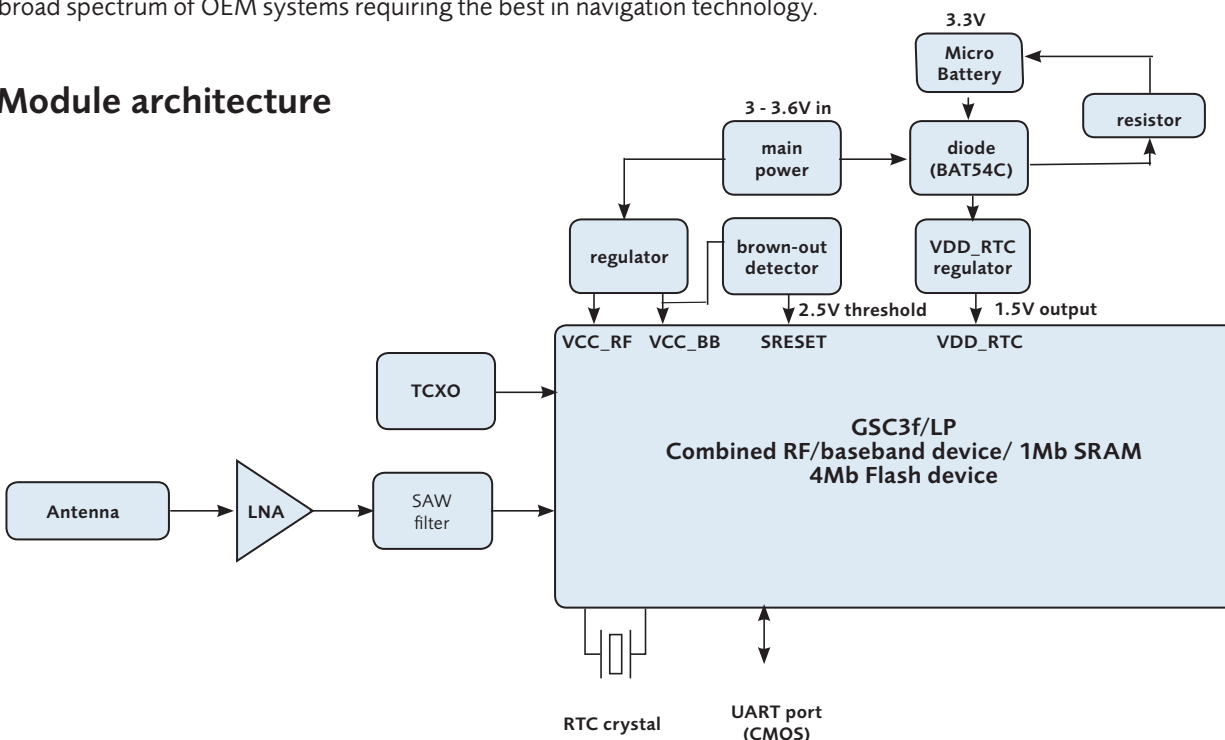 broad spectrum of OEM systems requiring the best in navigation technology.
Module architecture
3.3V
Micro
Battery
resistor
3 - 3.6V in
main
power
diode
(BAT54C)
regulator
brown-out
detector
VDD_RTC
regulator
2.5V threshold
1.5V output
VCC_RF
VCC_BB
SRESET
VDD_RTC
TCXO
GSC3f/LP
Combined RF/baseband device/ 1Mb SRAM
4Mb Flash device
Antenna
LNA
SAW
filter
RTC crystal
UART port
(CMOS)